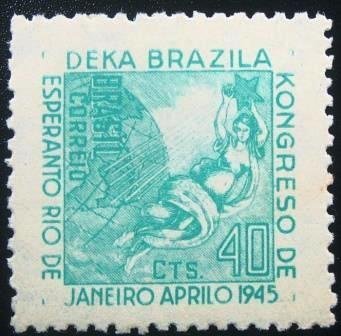 DEKA BRAZILA
KONGRESO DE
ESPERANTO RIO DE
JANEIRO APRILO 1945
BRASIL
CORREIO
40
CTS.